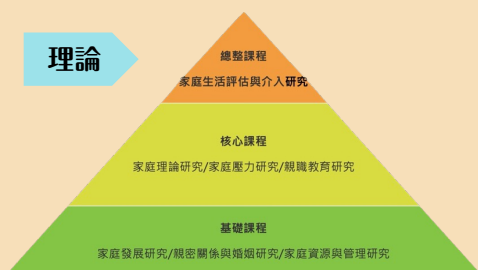 理論
總整課程
家庭生活評估與介入研究
核心課程
家庭理論研究/家庭壓力研究/親職教育研究
基礎課程
家庭發展研究/親密關係與婚姻研究/家庭資源與管理研究